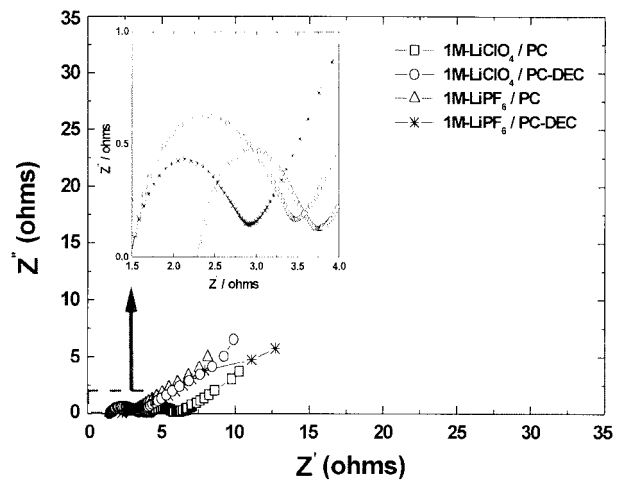 35
30
25
20
15
10
5
0
Z'' (ohms)
1.0
0.5
0.0
Z'' / ohms
1.5 2.0 2.5 3.0 3.5 4.0
Z' / ohms
1M-LiClO4 / PC
1M-LiClO4 / PC-DEC
1M-LiPF6 / PC
1M-LiPF6 / PC-DEC
0 5 10 15 20 25 30 35
Z' (ohms)